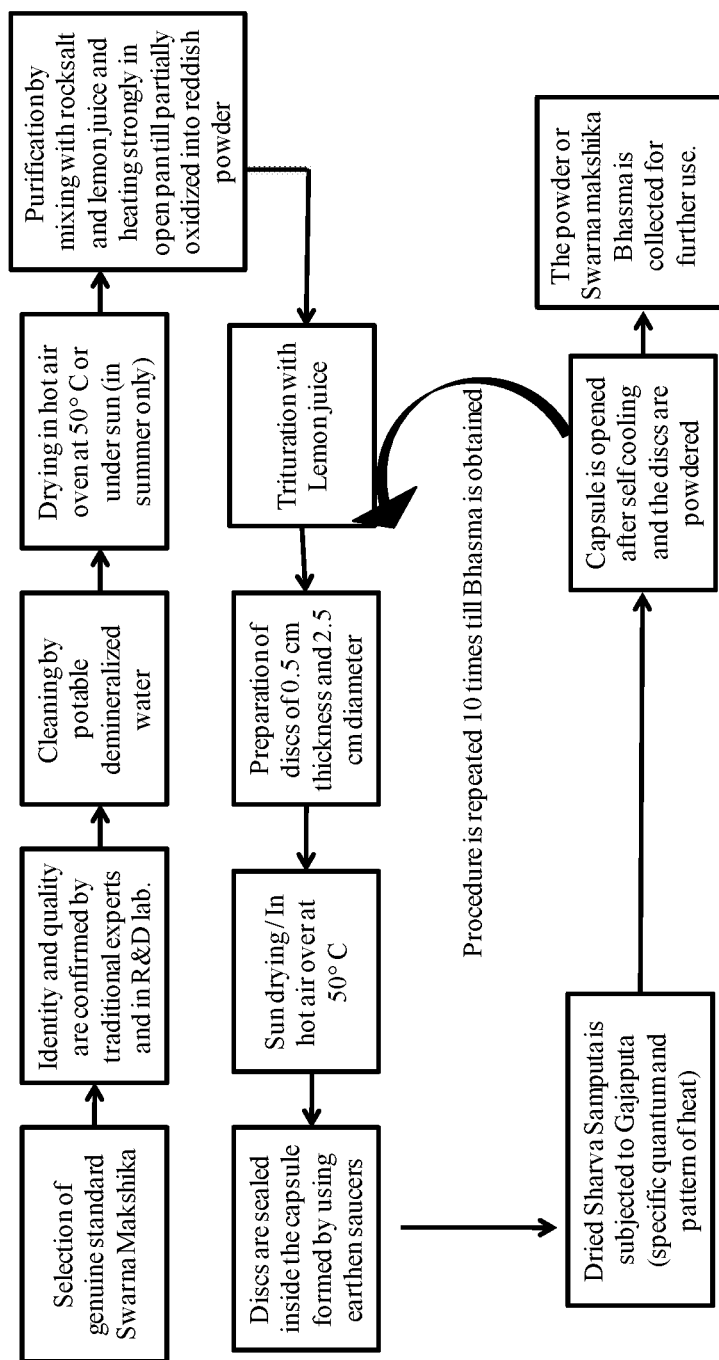 Selection of
genuine standard
Swarna Makshika
Identity and quality
are confirmed by
traditional experts
and in R&D lab.
Cleaning by
potable
demineralized
water
Drying in hot air
oven at 50° C or
under sun (in
summer only)
Purification by
mixing with rocksalt
and lemon juice and
heating strongly in
open pan till partially
oxidized into reddish
powder
Trituration with
Lemon juice
Preparation of
discs of 0.5 cm
thickness and 2.5
cm diameter
Sun drying / In
hot air over at
50° C
Discs are sealed
inside the capsule
formed by using
earthen saucers
Dried Sharva Samputa is
subjected to Gajaputa
(specific quantum and
pattern of heat)
Capsule is opened
after self cooling
and the discs are
powdered
Procedure is repeated 10 times till Bhasma is obtained
The powder or
Swarna makshika
Bhasma is
collected for
further use.